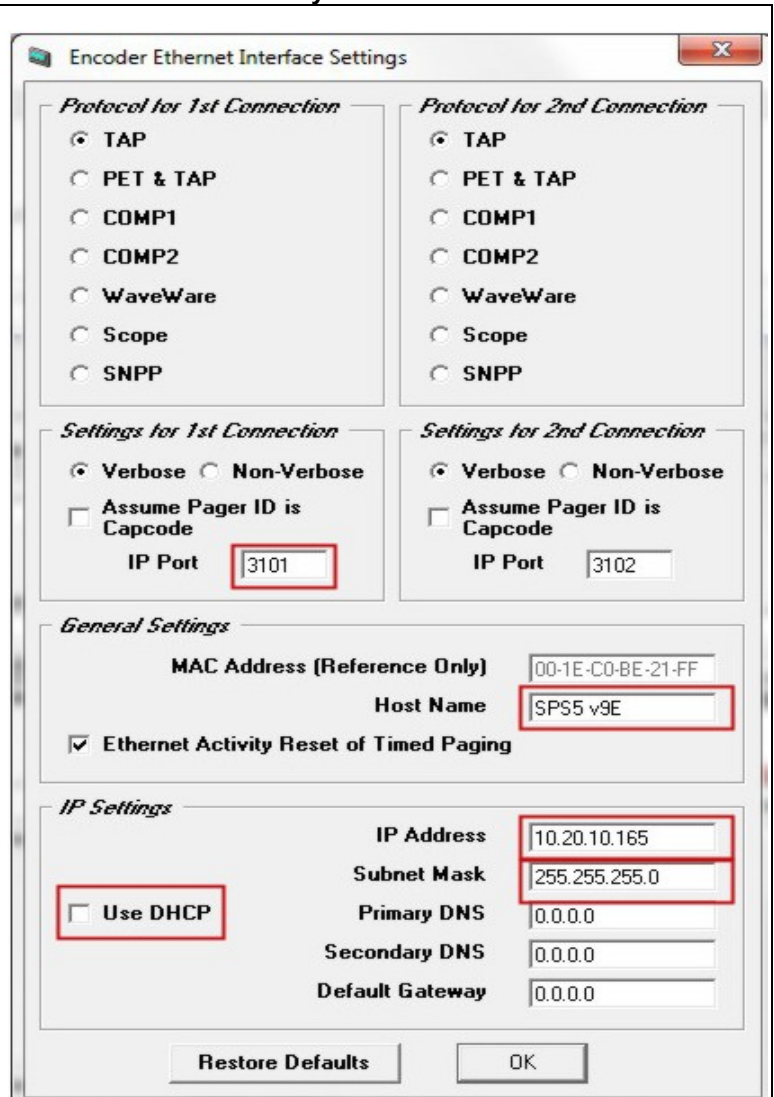 Encoder Ethernet Interface Settings
Protocol for 1st Connection
TAP
PET & TAP
COMP1
COMP2
WaveWare
Scope
SNPP
Protocol for 2nd Connection
TAP
PET & TAP
COMP1
COMP2
WaveWare
Scope
SNPP
Settings for 1st Connection
Verbose Non-Verbose
Assume Pager ID is
Capcode
IP Port 3101
Settings for 2nd Connection
Verbose Non-Verbose
Assume Pager ID is
Capcode
IP Port 3102
General Settings
MAC Address (Reference Only) 00-1E-C0-BE-21-FF
Host Name SPS5 v9E
Ethernet Activity Reset of Timed Paging
IP Settings
IP Address 10.20.10.165
Subnet Mask 255.255.255.0
Use DHCP
Primary DNS 0.0.0.0
Secondary DNS 0.0.0.0
Default Gateway 0.0.0.0
Restore Defaults OK